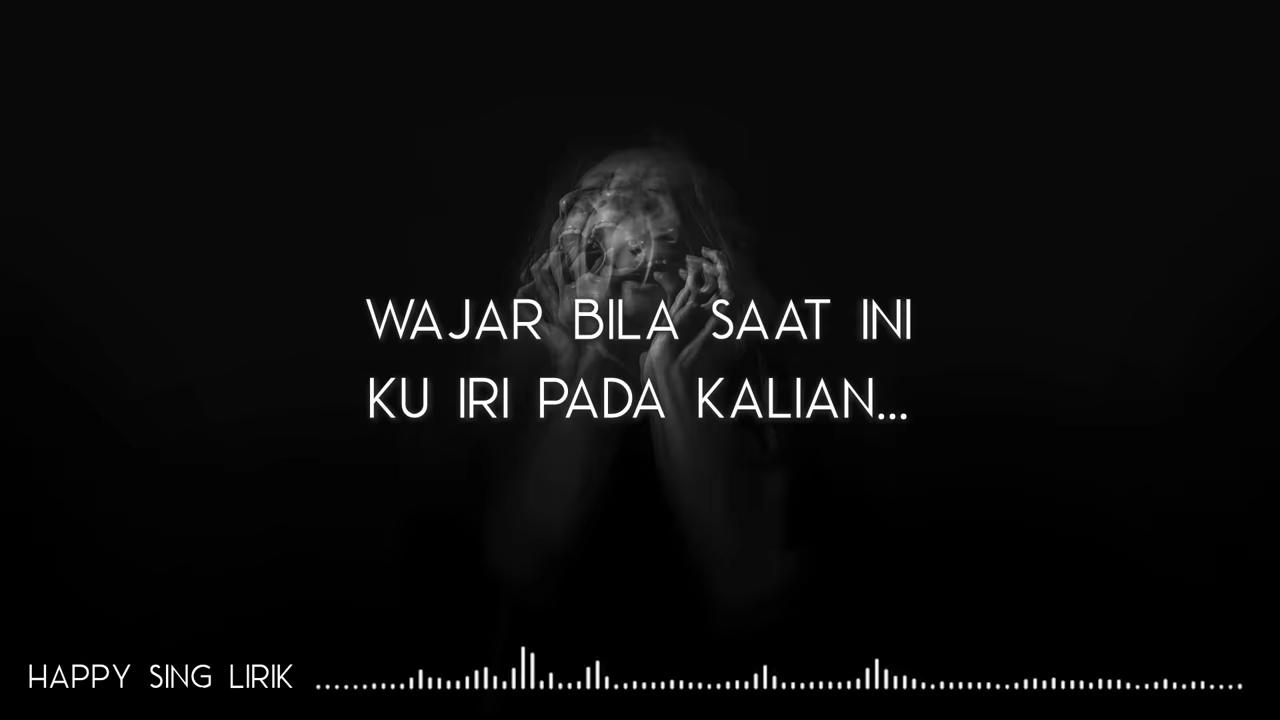 WAJAR BILA SAAT INI
KU IRI PADA KALIAN...
HAPPY SING LIRIK